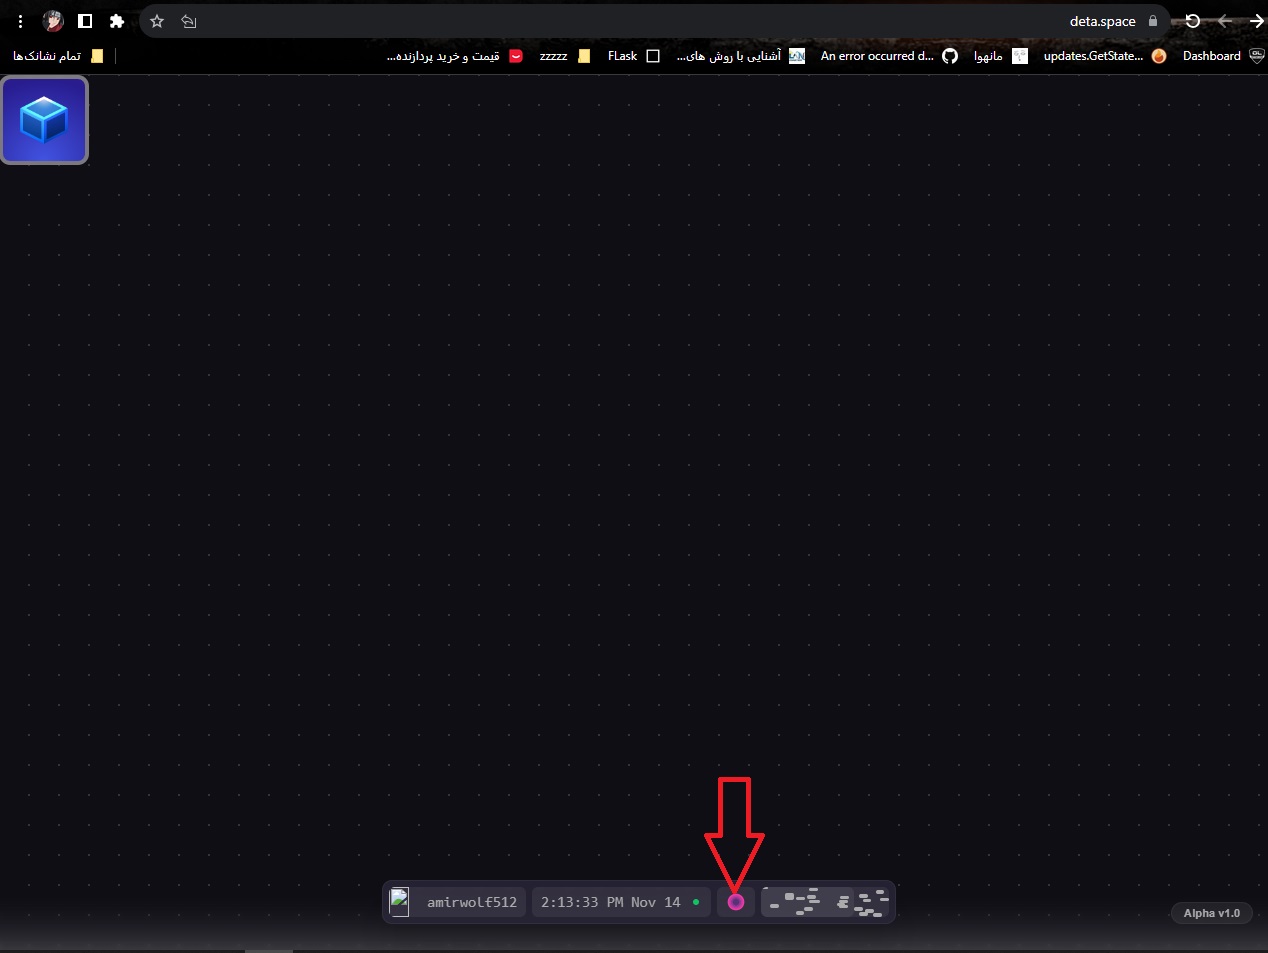 deta.space
Dashboard
updates.GetState...
مانهوا
An error occurred d...
آشنایی با روش های...
FLask
zzzzz
قیمت و خرید پردازنده...
تمام نشانک‌ها
amirwolf512
2:13:33 PM Nov 14
Alpha v1.0